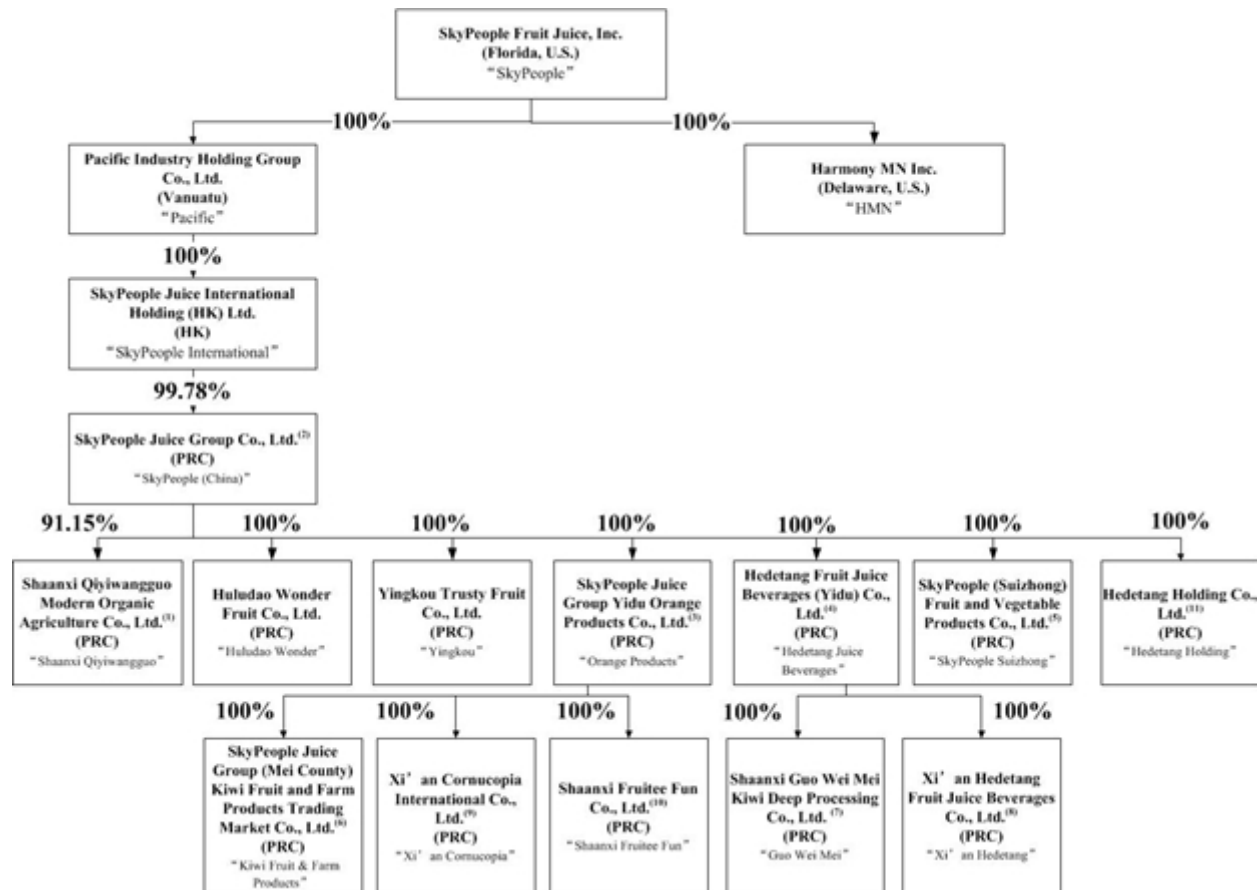 SkyPeople Fruit Juice, Inc.
(Florida, U.S.)
“SkyPeople”
100%
100%
Pacific Industry Holding Group
Co., Ltd.
(Vanuatu)
“Pacific”
Harmony MN Inc.
(Delaware, U.S.)
“HMN”
100%
SkyPeople Juice International
Holding (HK) Ltd.
(HK)
“SkyPeople International”
99.78%
SkyPeople Juice Group Co., Ltd.(2)
(PRC)
“SkyPeople (China)”
91.15%
100%
100%
100%
100%
100%
100%
Shaanxi Qiyiwangguo
Modern Organic
Agriculture Co., Ltd.(1)
(PRC)
“Shaanxi Qiyiwangguo”
Huludao Wonder
Fruit Co., Ltd.
(PRC)
“Huludao Wonder”
Yingkou Trusty Fruit
Co., Ltd.
(PRC)
“Yingkou”
SkyPeople Juice
Group Yidu Orange
Products Co., Ltd.(3)
(PRC)
“Orange Products”
Hedetang Fruit Juice
Beverages (Yidu) Co.,
Ltd.(4)
(PRC)
“Hedetang Juice
Beverages”
SkyPeople (Suizhong)
Fruit and Vegetable
Products Co., Ltd.(5)
(PRC)
“SkyPeople Suizhong”
Hedetang Holding Co.,
Ltd.(11)
(PRC)
“Hedetang Holding”
100%
100%
100%
100%
100%
SkyPeople Juice
Group (Mei County)
Kiwi Fruit and Farm
Products Trading
Market Co., Ltd.(6)
(PRC)
“Kiwi Fruit & Farm
Products”
Xi’an Cornucopia
International Co.,
Ltd.(9)
(PRC)
“Xi’an Cornucopia”
Shaanxi Fruitee Fun
Co., Ltd.(10)
(PRC)
“Shaanxi Fruitee Fun”
Shaanxi Guo Wei Mei
Kiwi Deep Processing
Co., Ltd. (7)
(PRC)
“Guo Wei Mei”
Xi’an Hedetang
Fruit Juice Beverages
Co., Ltd.(8)
(PRC)
“Xi’an Hedetang”